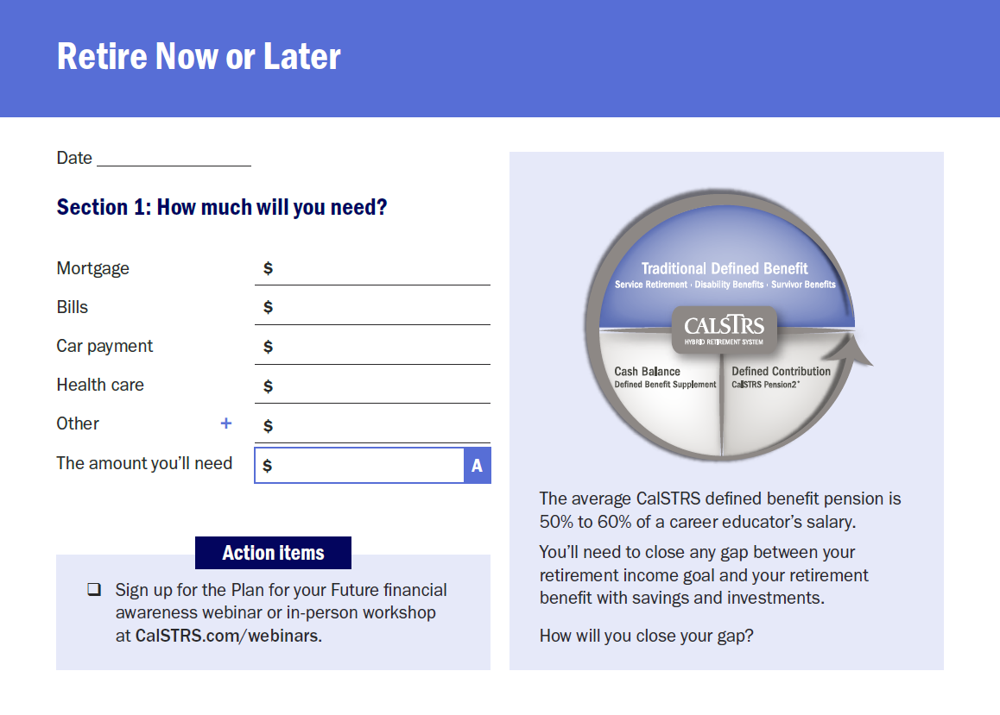 Retire Now or Later
Date
Section 1: How much will you need?
Mortgage $
Bills $
Car payment $
Health care $
Other + $
The amount you’ll need $ A
Action items
❑ Sign up for the Plan for your Future financial
awareness webinar or in-person workshop
at CalSTRS.com/webinars.
Traditional Defined Benefit
Service Retirement · Disability Benefits · Survivor Benefits
CALSTRS
HYBRID RETIREMENT SYSTEM
Cash Balance
Defined Benefit Supplement
Defined Contribution
CalSTRS Pension2®
The average CalSTRS defined benefit pension is
50% to 60% of a career educator’s salary.
You’ll need to close any gap between your
retirement income goal and your retirement
benefit with savings and investments.
How will you close your gap?